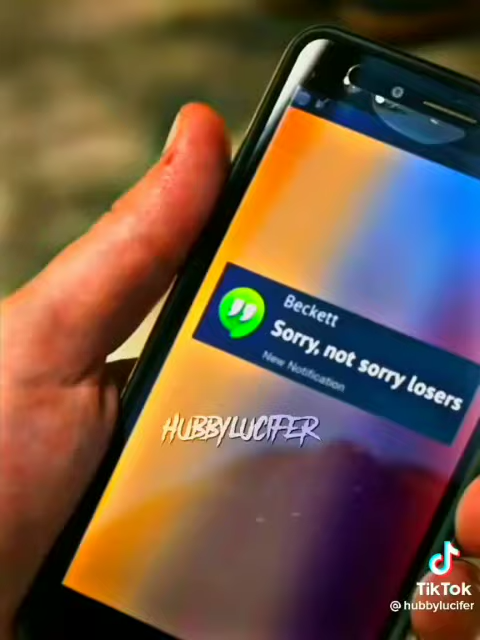 Beckett
Sorry, not sorry losers
New Notification
HUBBYLUCIFER
TikTok
@ hubbylucifer